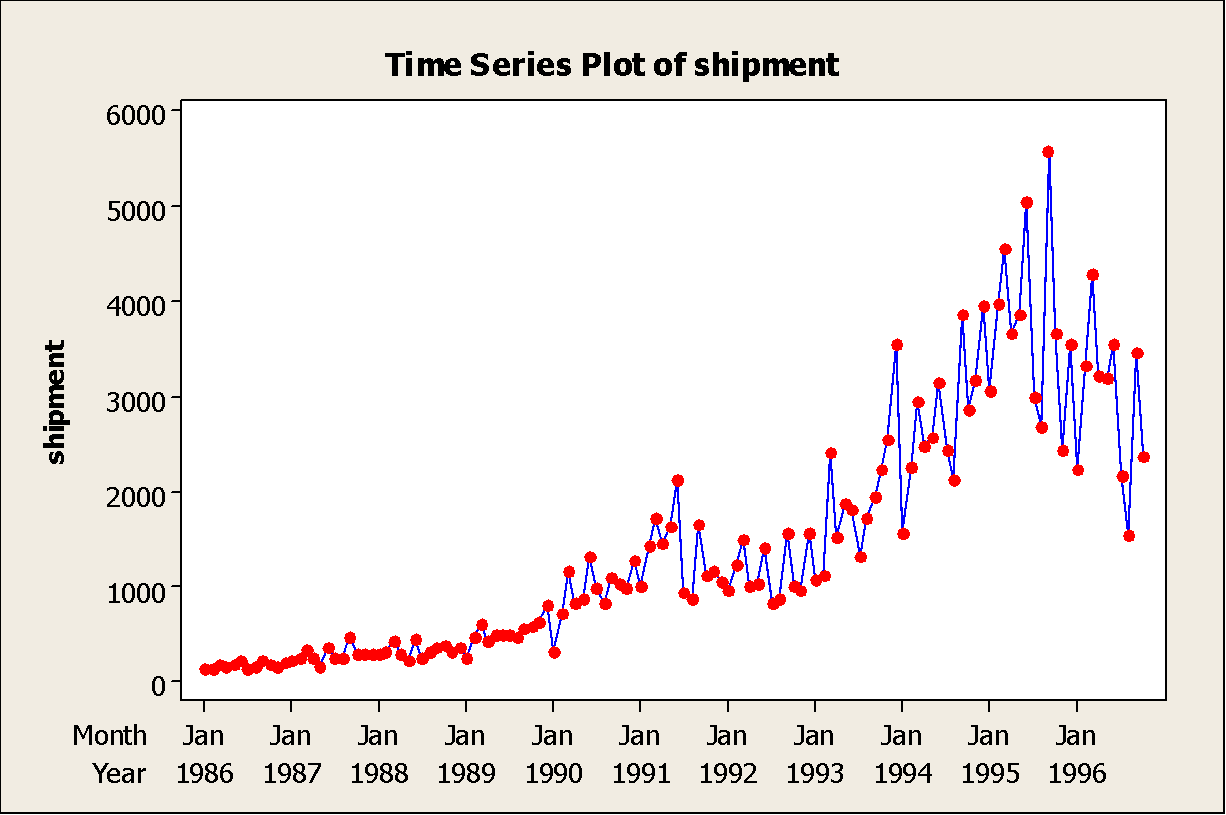 Time Series Plot of shipment
6000
5000
4000
3000
2000
1000
0
shipment
Month Jan Jan Jan Jan Jan Jan Jan Jan Jan Jan Jan
Year 1986 1987 1988 1989 1990 1991 1992 1993 1994 1995 1996